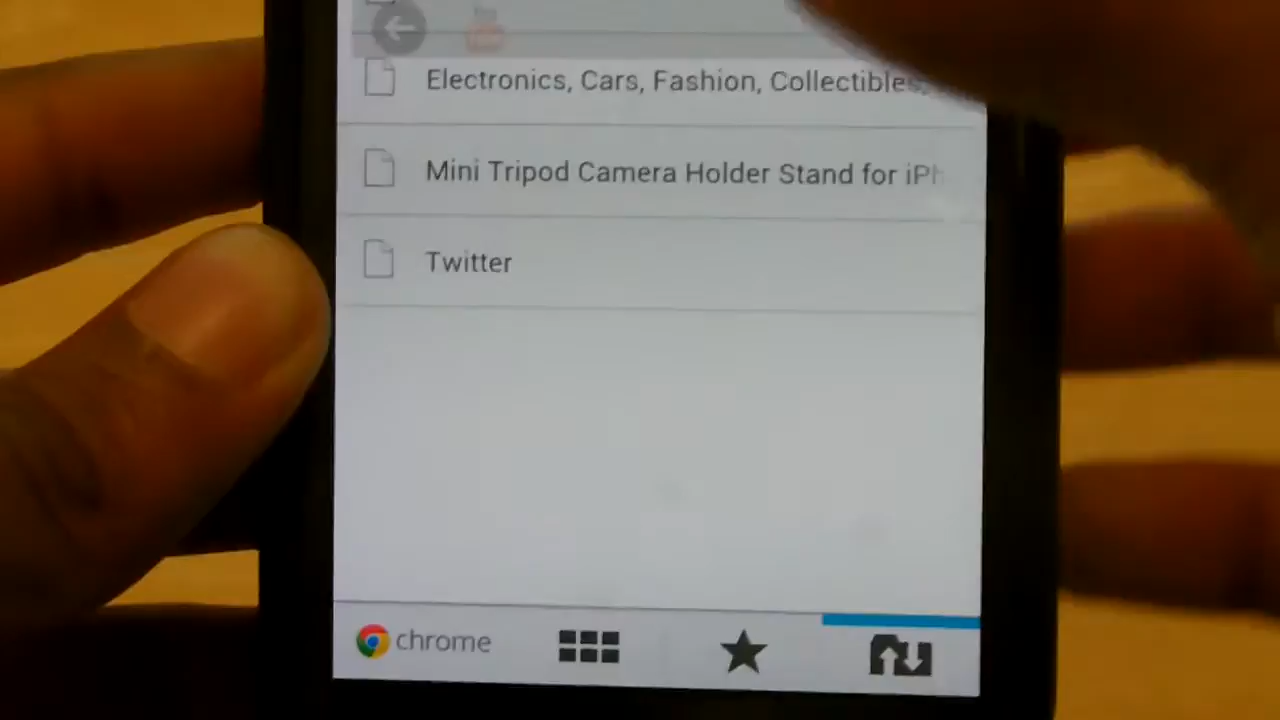 Electronics, Cars, Fashion, Collectibles,
Mini Tripod Camera Holder Stand for iPh
Twitter
chrome